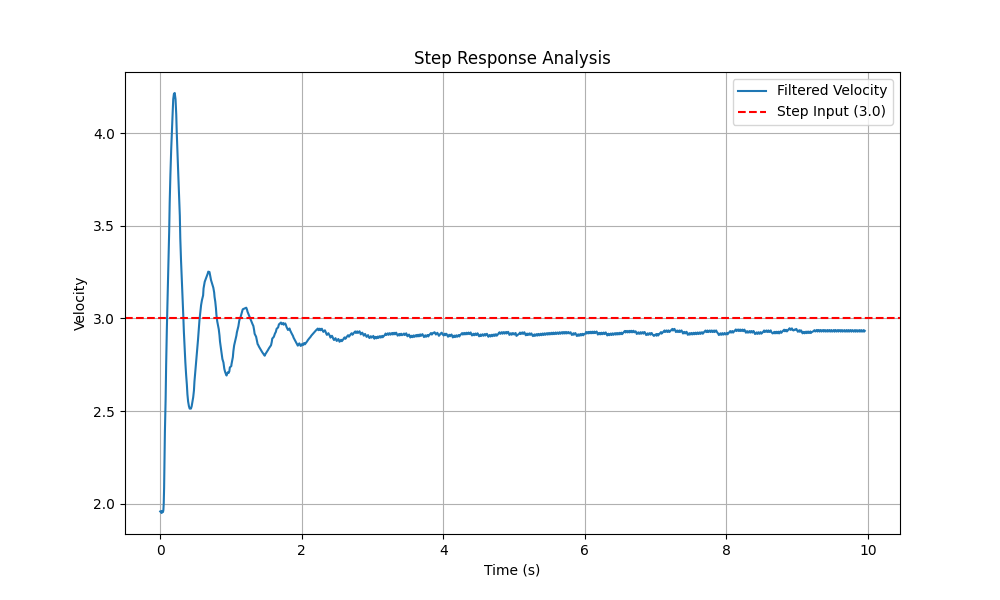 Step Response Analysis
Filtered Velocity
Step Input (3.0)
Velocity
4.0
3.5
3.0
2.5
2.0
0 2 4 6 8 10
Time (s)